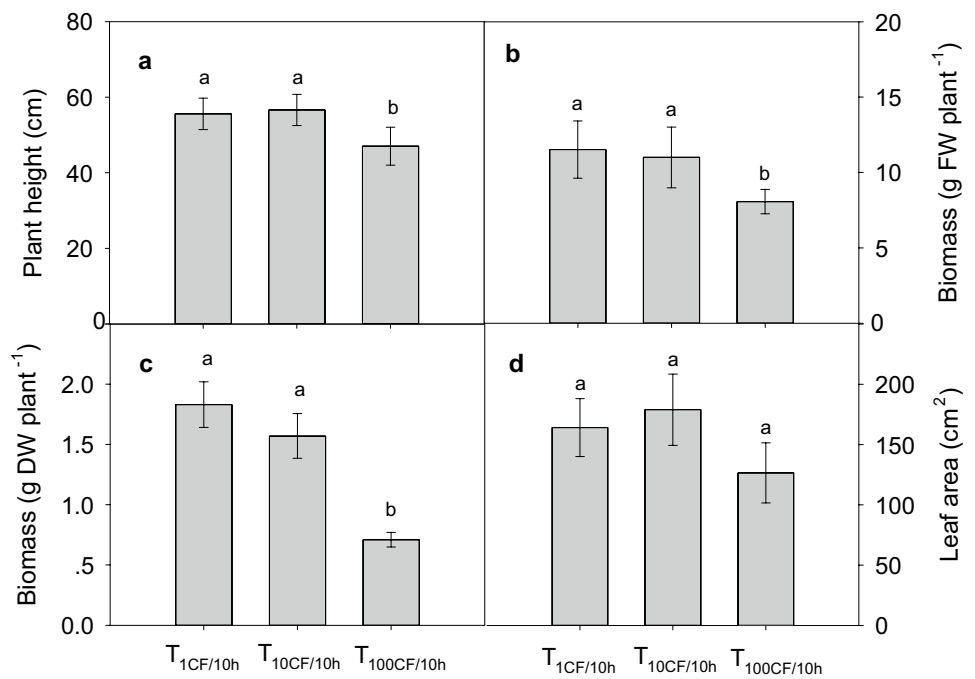 Plant height (cm)
80
60
40
20
0
a
a
a
b
b
a
a
b
20
15
10
5
0
Biomass (g FW plant⁻¹)
Biomass (g DW plant⁻¹)
2.0
1.5
1.0
.5
0.0
c
a
a
b
d
a
a
a
200
150
100
50
0
Leaf area (cm²)
T1CF/10h T10CF/10h T100CF/10h
T1CF/10h T10CF/10h T100CF/10h